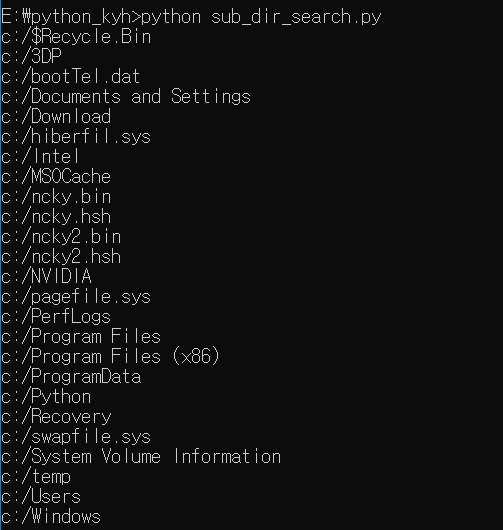 E:₩python_kyh>python sub_dir_search.py
c:/$Recycle.Bin
c:/3DP
c:/bootTel.dat
c:/Documents and Settings
c:/Download
c:/hiberfil.sys
c:/Intel
c:/MSOCache
c:/ncky.bin
c:/ncky.hsh
c:/ncky2.bin
c:/ncky2.hsh
c:/NVIDIA
c:/pagefile.sys
c:/PerfLogs
c:/Program Files
c:/Program Files (x86)
c:/ProgramData
c:/Python
c:/Recovery
c:/swapfile.sys
c:/System Volume Information
c:/temp
c:/Users
c:/Windows